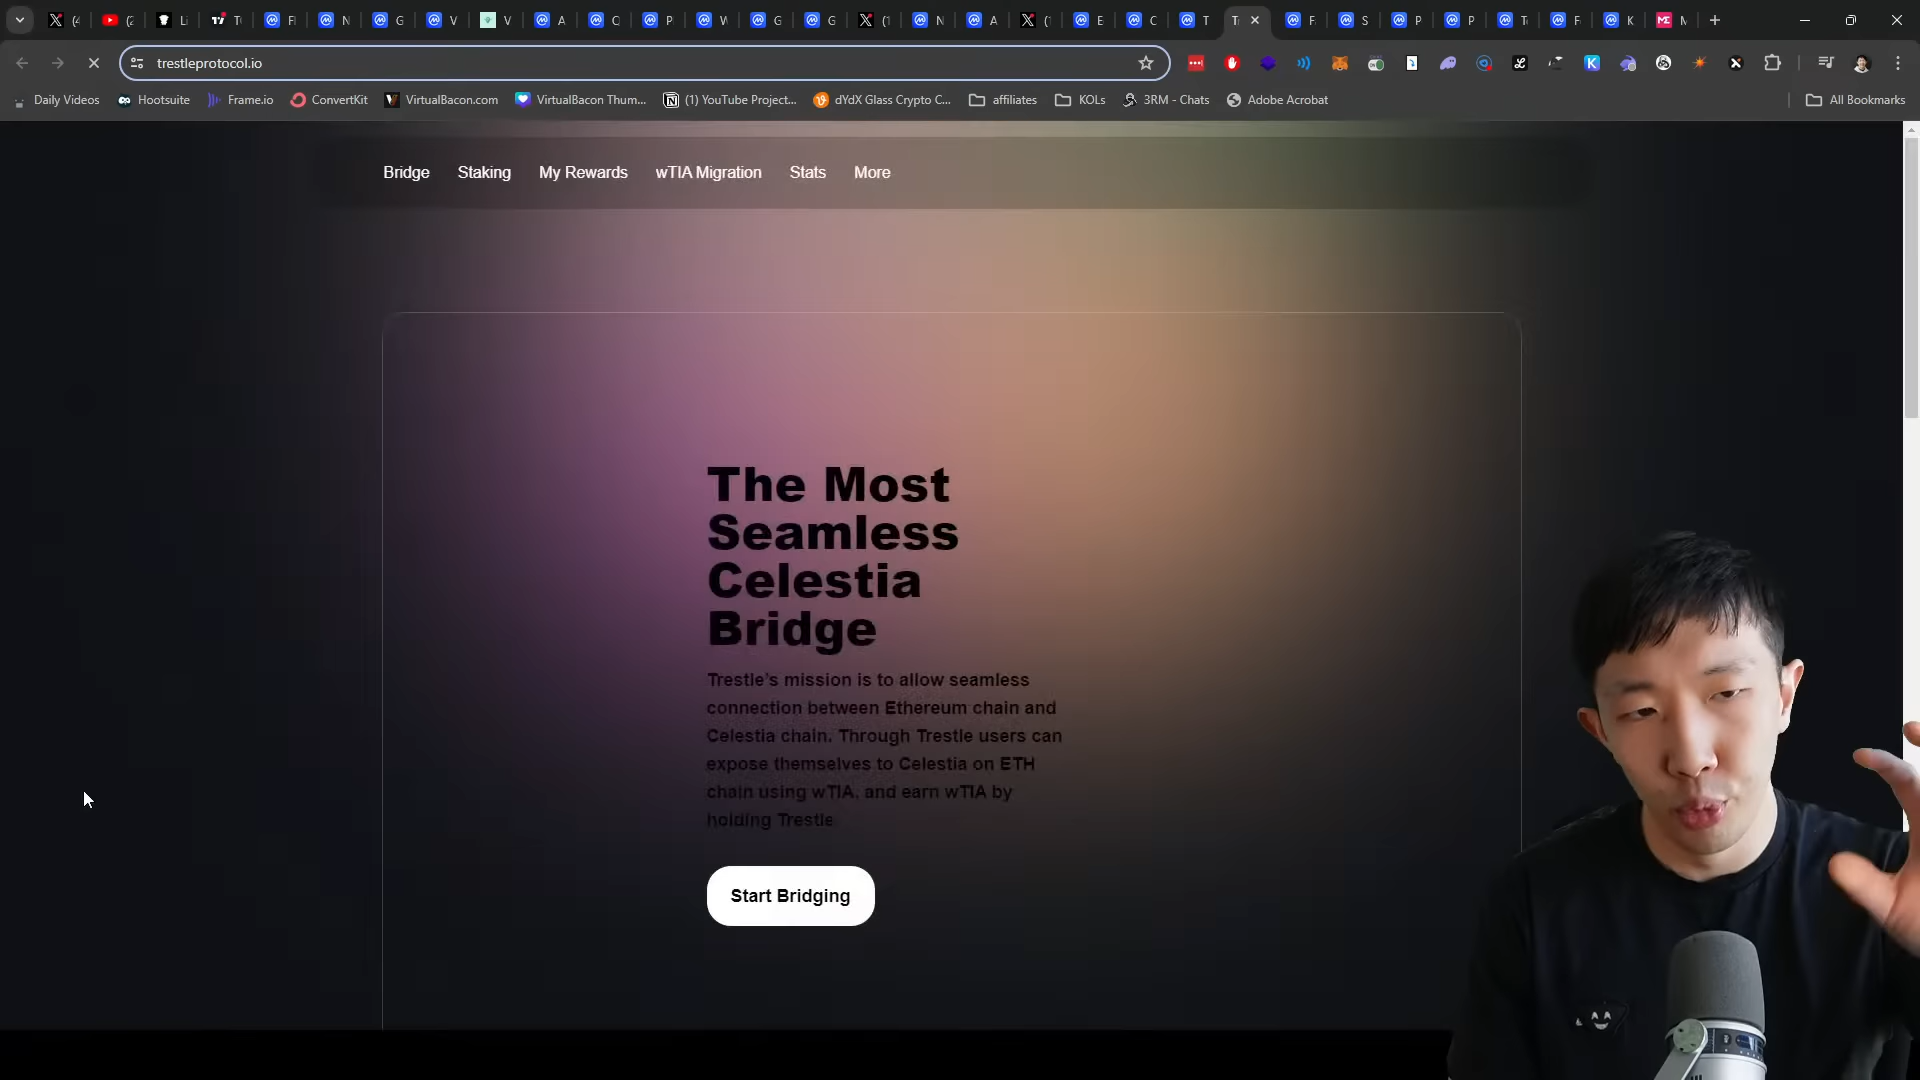 trestleprotocol.io
Daily Videos
Hootsuite
Frame.io
ConvertKit
VirtualBacon.com
VirtualBacon Thum...
(1) YouTube Project...
dYdX Glass Crypto C...
affiliates
KOLs
3RM - Chats
Adobe Acrobat
All Bookmarks
Bridge
Staking
My Rewards
wTIA Migration
Stats
More
The Most
Seamless
Celestia
Bridge
Trestle's mission is to allow seamless
connection between Ethereum chain and
Celestia chain. Through Trestle users can
expose themselves to Celestia on ETH
chain using wTIA. and earn wTIA by
holding Trestle
Start Bridging